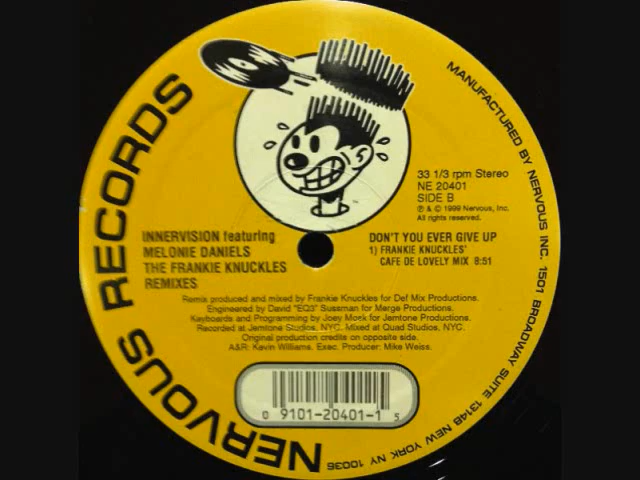 NERVOUS RECORDS
MANUFACTURED BY NERVOUS INC. 1501 BROADWAY SUITE 1314B NEW YORK NY 10036
33 1/3 rpm Stereo
NE 20401
SIDE B
℗ & © 1999 Nervous, Inc.
All rights reserved.
INNERVISION featuring
MELONIE DANIELS
THE FRANKIE KNUCKLES
REMIXES
DON'T YOU EVER GIVE UP
1) FRANKIE KNUCKLES'
CAFE DE LOVELY MIX 8:51
Remix produced and mixed by Frankie Knuckles for Def Mix Productions.
Engineered by David "EQ3" Sussman for Merge Productions.
Keyboards and Programming by Joey Mosk for Jemtone Productions.
Recorded at Jemtone Studios, NYC. Mixed at Quad Studios, NYC.
Original production credits on opposite side.
A&R: Kevin Williams. Exec. Producer: Mike Weiss.
0 9101-20401-1 5